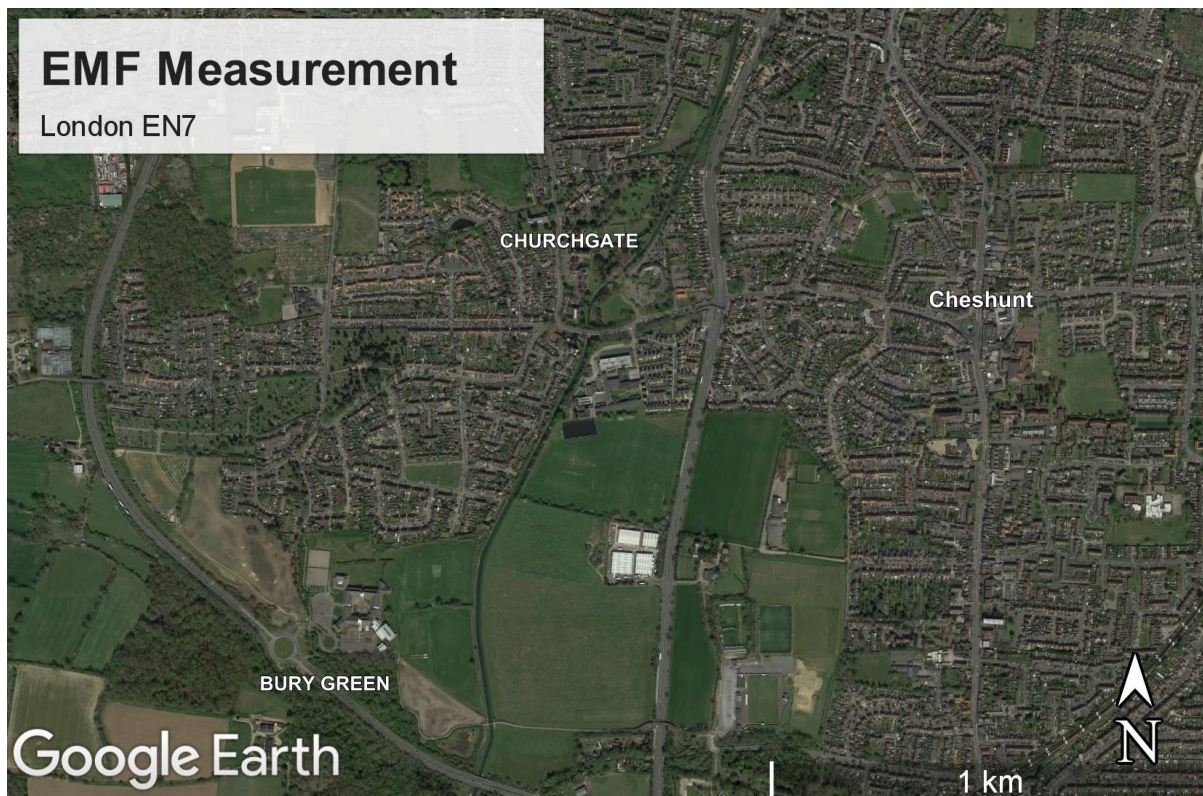 EMF Measurement
London EN7
CHURCHGATE
Cheshunt
BURY GREEN
Google Earth
1 km
N